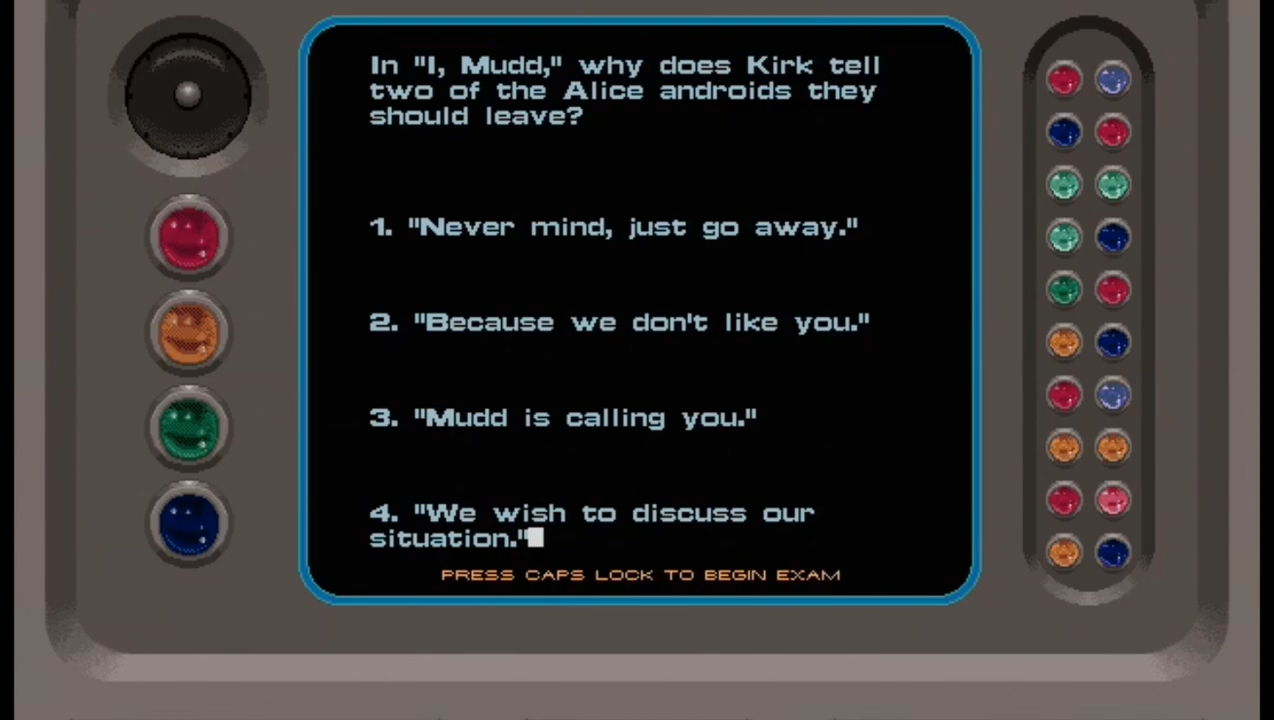 In "I, Mudd," why does Kirk tell
two of the Alice androids they
should leave?
1. "Never mind, just go away."
2. "Because we don't like you."
3. "Mudd is calling you."
4. "We wish to discuss our
situation."
PRESS CAPS LOCK TO BEGIN EXAM